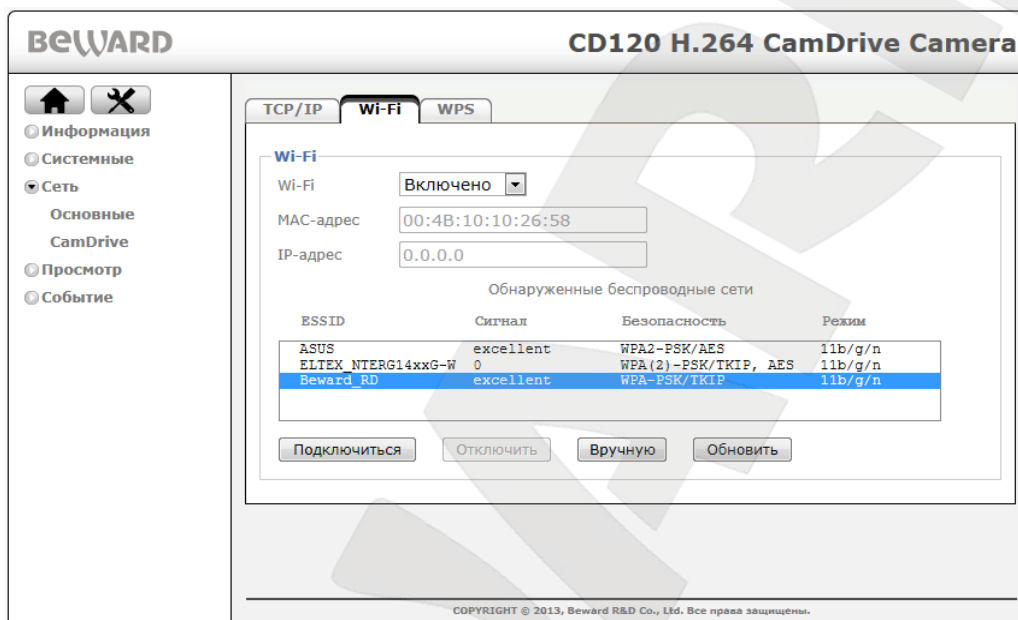 BEWARD
CD120 H.264 CamDrive Camera
Информация
Системные
Сеть
Основные
CamDrive
Просмотр
Событие
TCP/IP Wi-Fi WPS
Wi-Fi
Wi-Fi Включено
MAC-адрес 00:4B:10:10:26:58
IP-адрес 0.0.0.0
Обнаруженные беспроводные сети
ESSID Сигнал Безопасность Режим
ASUS excellent WPA2-PSK/AES 11b/g/n
ELTEX_NTERG14xxG-W 0 WPA(2)-PSK/TKIP, AES 11b/g/n
Beward_RD excellent WPA-PSK/TKIP 11b/g/n
Подключиться Отключить Вручную Обновить
COPYRIGHT © 2013, Beward R&D Co., Ltd. Все права защищены.